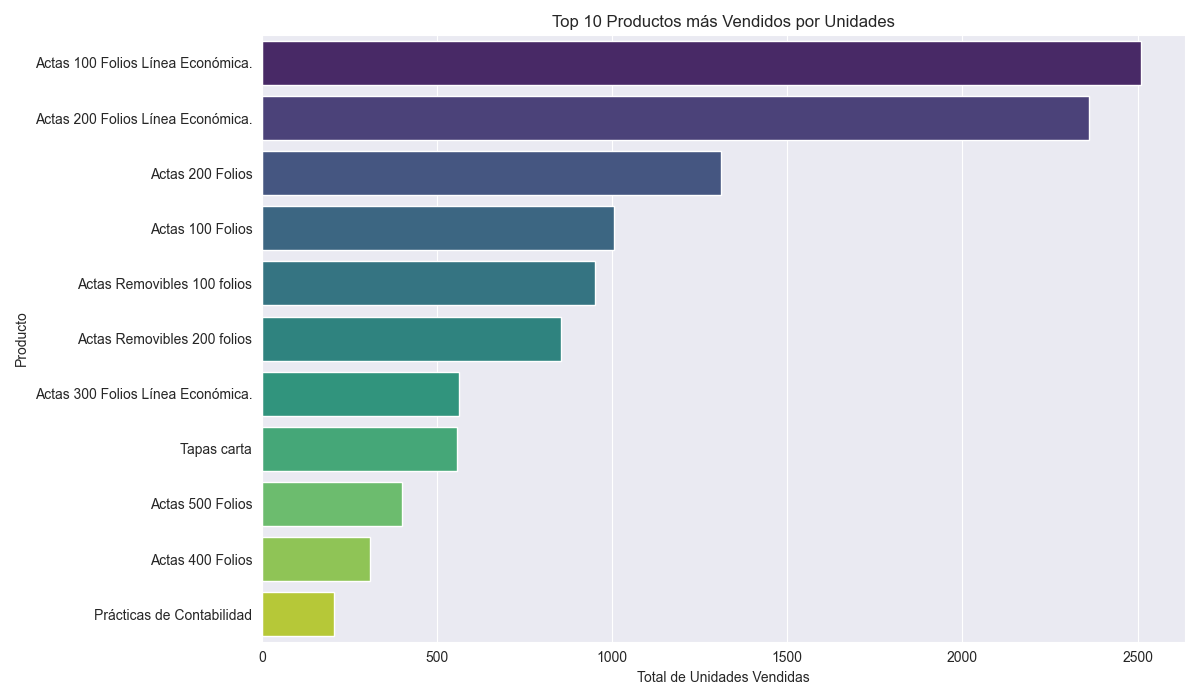 Top 10 Productos más Vendidos por Unidades
Actas 100 Folios Línea Económica.
Actas 200 Folios Línea Económica.
Actas 200 Folios
Actas 100 Folios
Actas Removibles 100 folios
Actas Removibles 200 folios
Actas 300 Folios Línea Económica.
Tapas carta
Actas 500 Folios
Actas 400 Folios
Prácticas de Contabilidad
Producto
0 500 1000 1500 2000 2500
Total de Unidades Vendidas